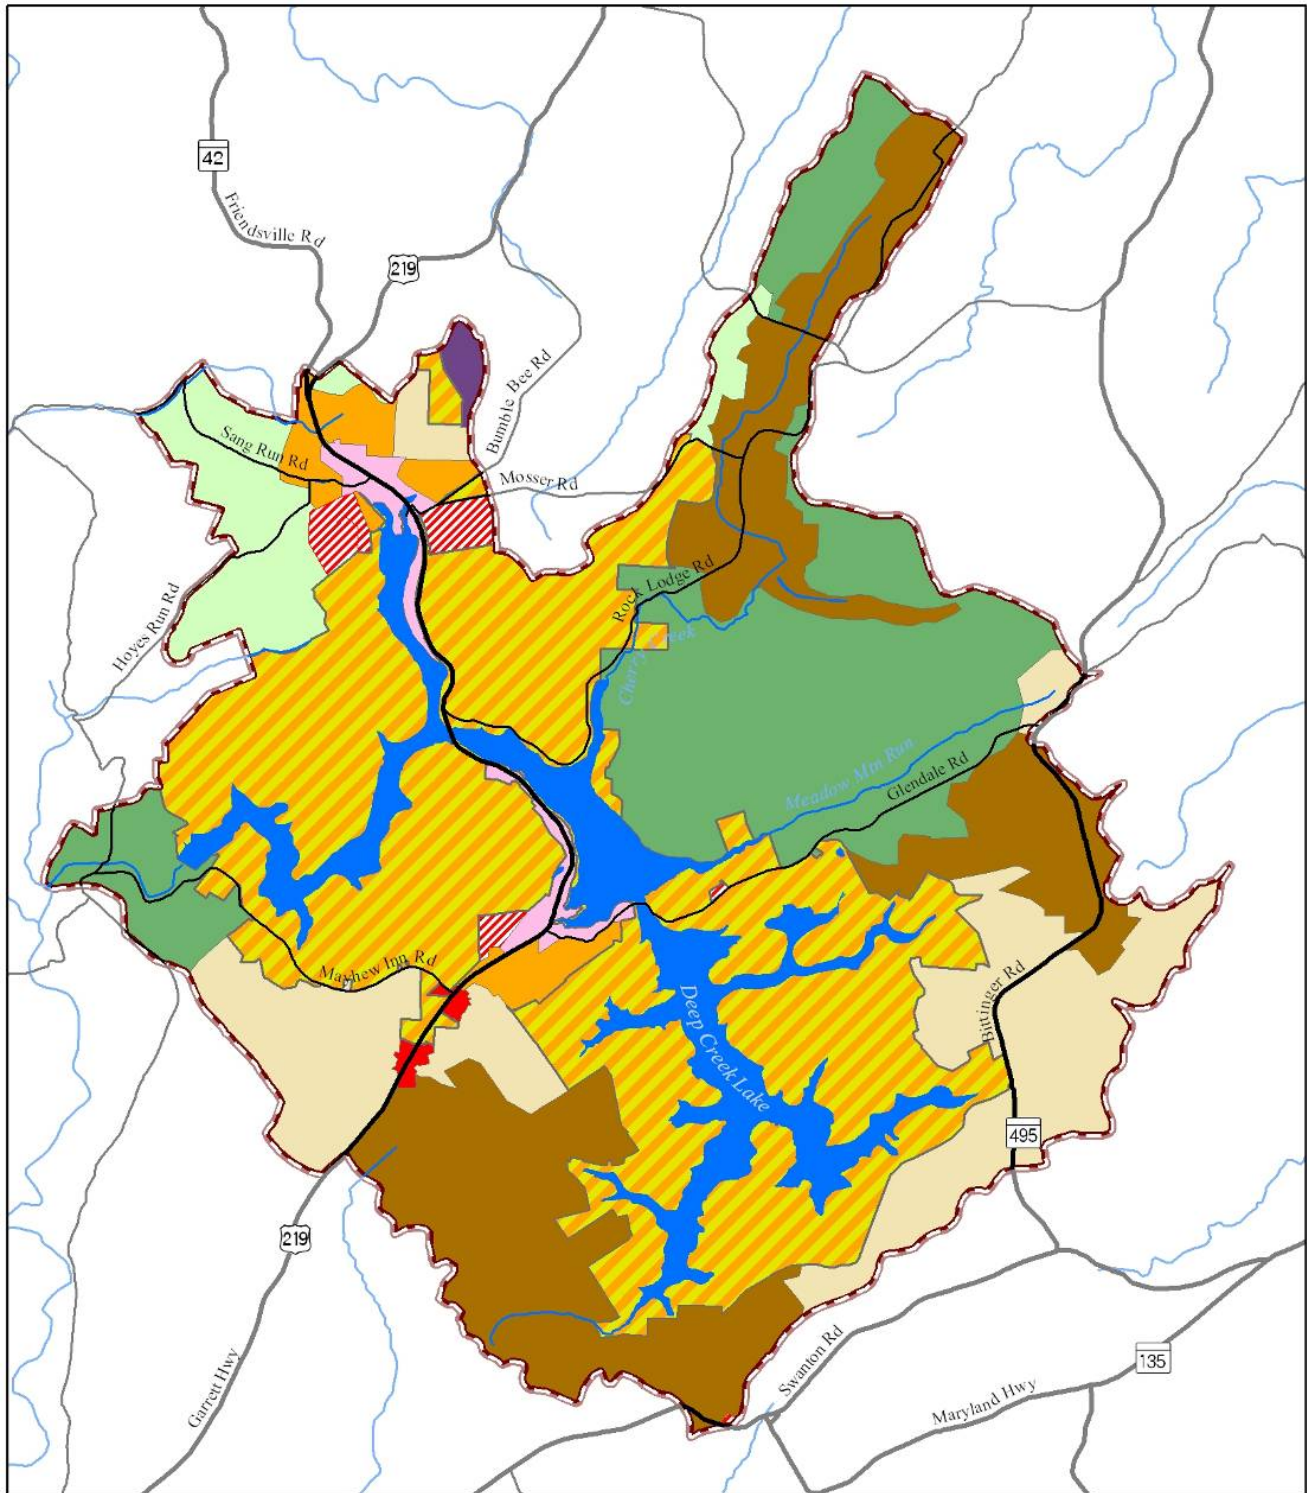 42
Friendsville Rd
219
Bumble Bee Rd
Sang Run Rd
Mosser Rd
Rock Lodge Rd
Hoyes Run Rd
Cherry Creek
Meadow Mtn Run
Glendale Rd
Mayhew Inn Rd
Deep Creek Lake
Bittinger Rd
495
219
Swanton Rd
135
Garrett Hwy
Maryland Hwy